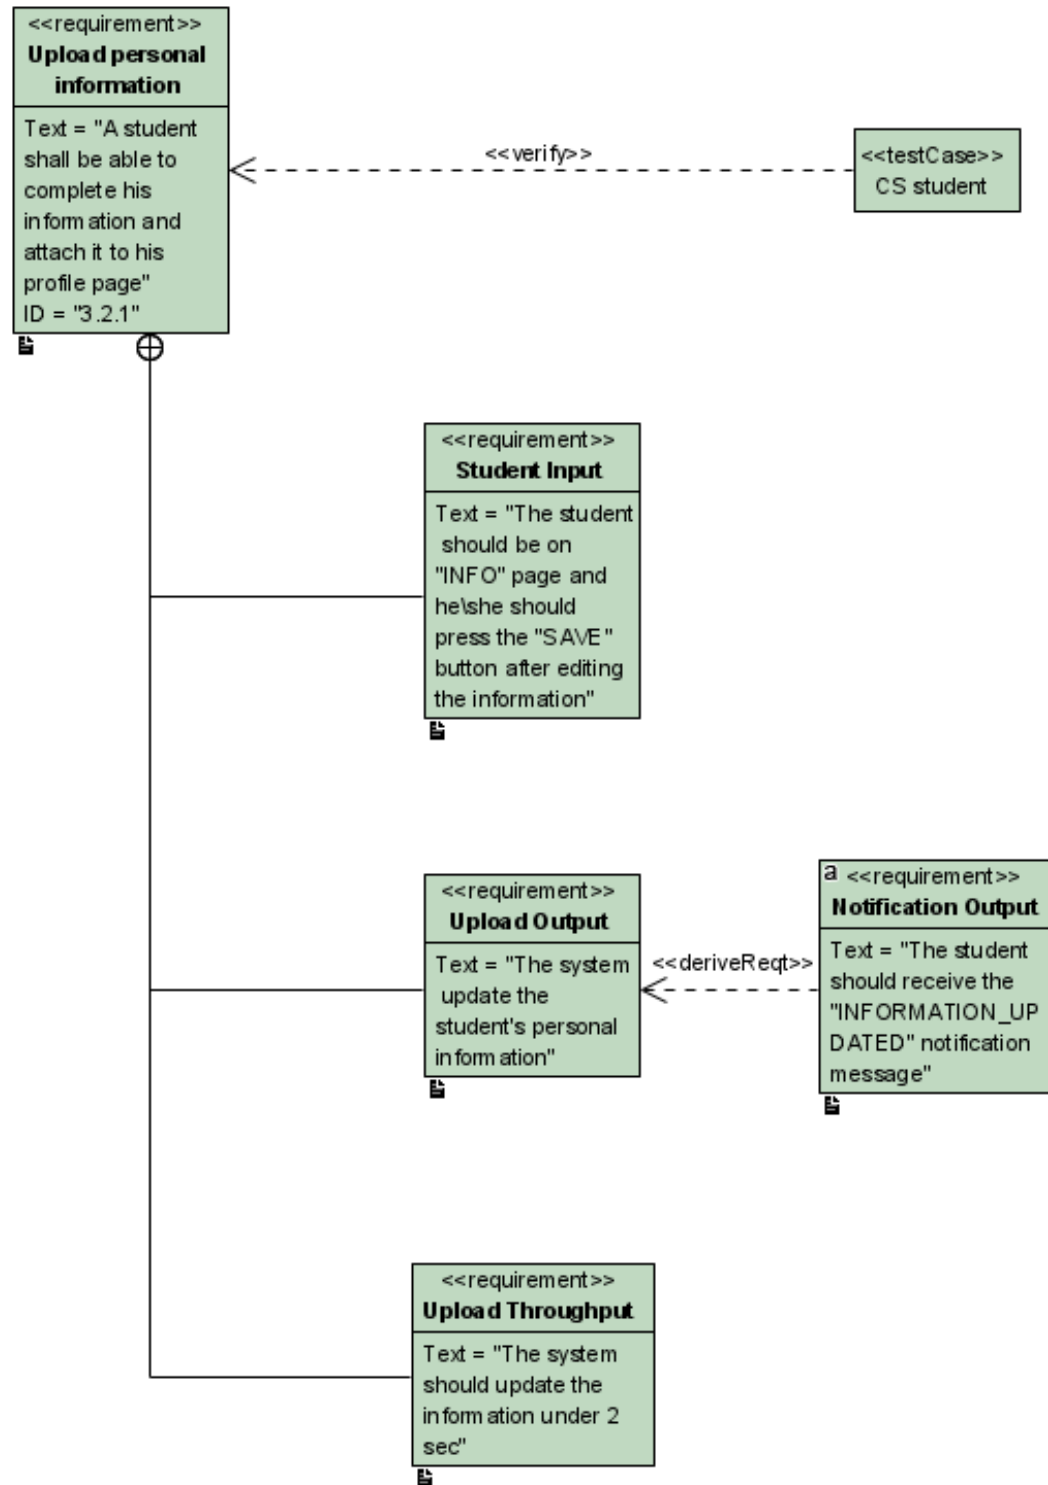 <<requirement>>
Upload personal
information
Text = "A student
shall be able to
complete his
information and
attach it to his
profile page"
ID = "3.2.1"
<<verify>>
<<testCase>>
CS student
<<requirement>>
Student Input
Text = "The student
should be on
"INFO" page and
he\she should
press the "SAVE"
button after editing
the information"
<<requirement>>
Upload Output
Text = "The system
update the
student's personal
information"
<<deriveReqt>>
a <<requirement>>
Notification Output
Text = "The student
should receive the
"INFORMATION_UP
DATED" notification
message"
<<requirement>>
Upload Throughput
Text = "The system
should update the
information under 2
sec"